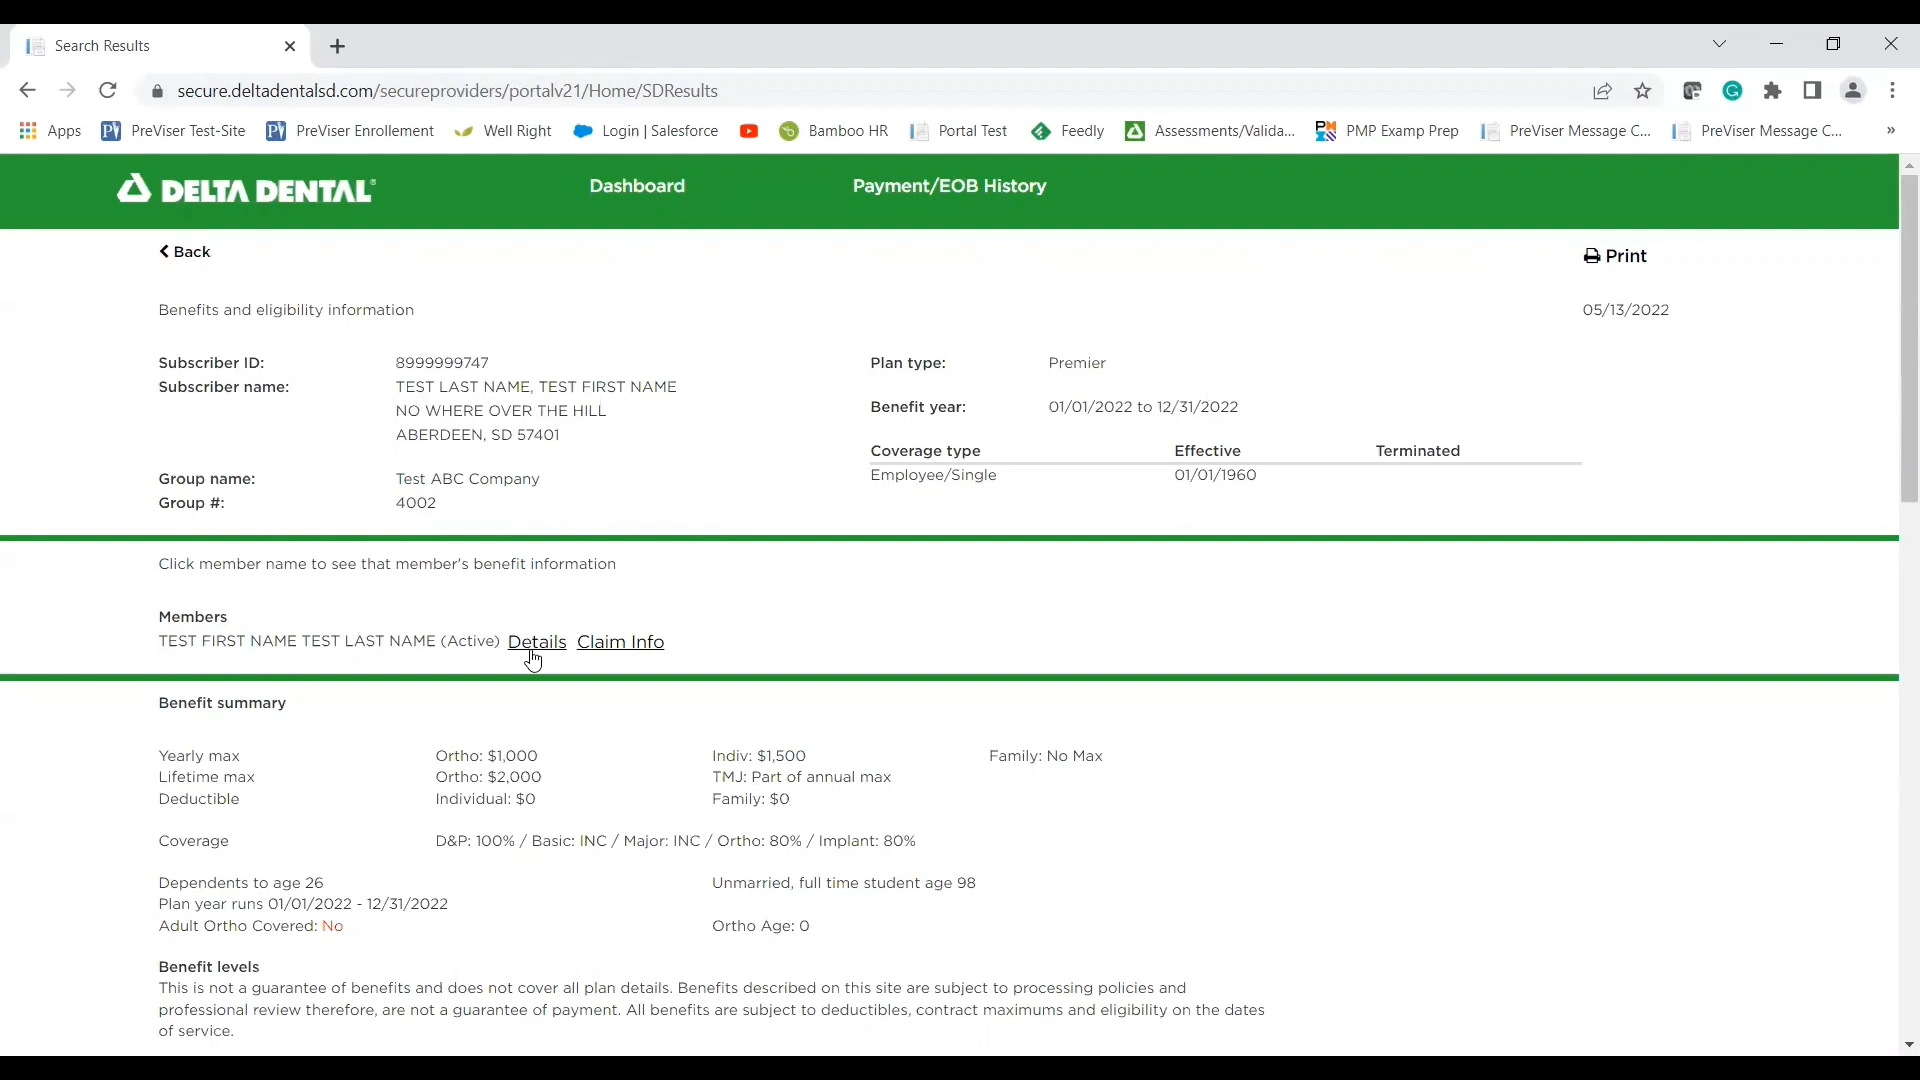 Search Results
secure.deltadentalsd.com/secureproviders/portalv21/Home/SDResults
Apps PreViser Test-Site PreViser Enrollement Well Right Login | Salesforce Bamboo HR Portal Test Feedly Assessments/Valida... PMP Examp Prep PreViser Message C... PreViser Message C... »
DELTA DENTAL® Dashboard Payment/EOB History
Back Print
Benefits and eligibility information 05/13/2022
Subscriber ID: 8999999747 Plan type: Premier
Subscriber name: TEST LAST NAME, TEST FIRST NAME
NO WHERE OVER THE HILL Benefit year: 01/01/2022 to 12/31/2022
ABERDEEN, SD 57401
Coverage type Effective Terminated
Employee/Single 01/01/1960
Group name: Test ABC Company
Group #: 4002
Click member name to see that member's benefit information
Members
TEST FIRST NAME TEST LAST NAME (Active) Details Claim Info
Benefit summary
Yearly max Ortho: $1,000 Indiv: $1,500 Family: No Max
Lifetime max Ortho: $2,000 TMJ: Part of annual max
Deductible Individual: $0 Family: $0
Coverage D&P: 100% / Basic: INC / Major: INC / Ortho: 80% / Implant: 80%
Dependents to age 26 Unmarried, full time student age 98
Plan year runs 01/01/2022 - 12/31/2022
Adult Ortho Covered: No Ortho Age: 0
Benefit levels
This is not a guarantee of benefits and does not cover all plan details. Benefits described on this site are subject to processing policies and
professional review therefore, are not a guarantee of payment. All benefits are subject to deductibles, contract maximums and eligibility on the dates
of service.